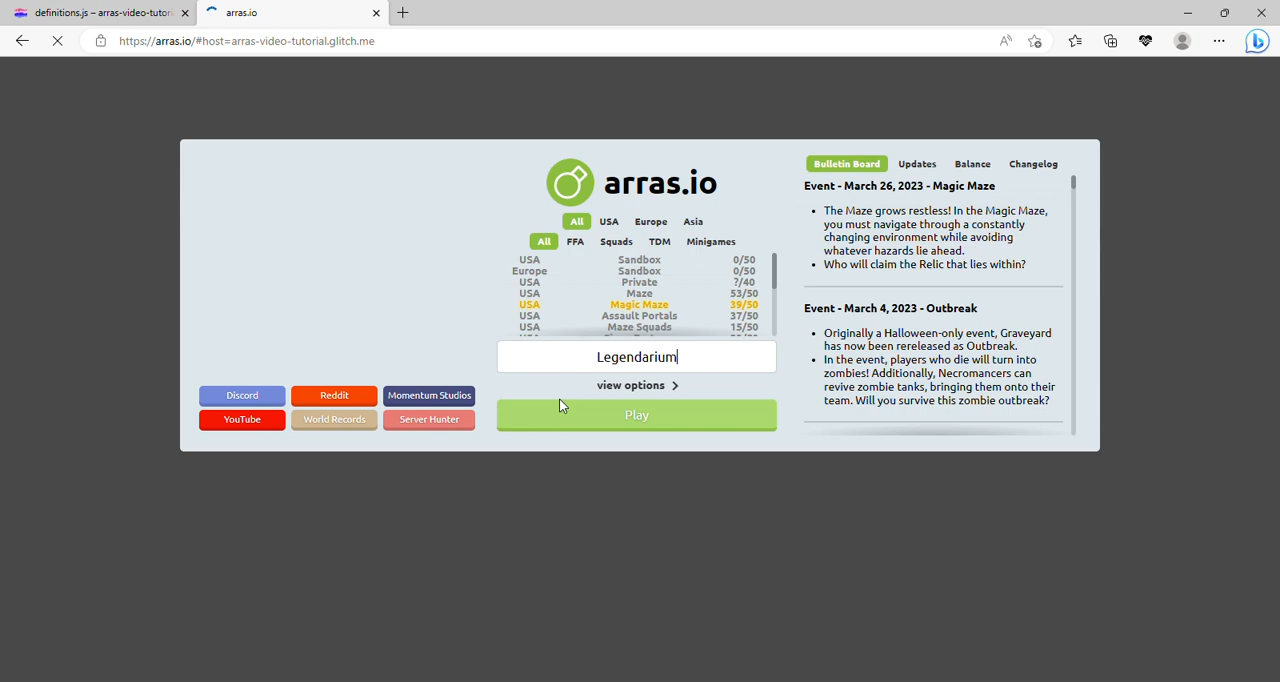 definitions.js – arras-video-tutori
arras.io
https://arras.io/#host=arras-video-tutorial.glitch.me
arras.io
All USA Europe Asia
All FFA Squads TDM Minigames
USA Sandbox 0/50
Europe Sandbox 0/50
USA Private ?/40
USA Maze 53/50
USA Magic Maze 39/50
USA Assault Portals 37/50
USA Maze Squads 15/50
Legendarium
view options
Play
Discord Reddit Momentum Studios
YouTube World Records Server Hunter
Bulletin Board Updates Balance Changelog
Event - March 26, 2023 - Magic Maze
• The Maze grows restless! In the Magic Maze,
you must navigate through a constantly
changing environment while avoiding
whatever hazards lie ahead.
• Who will claim the Relic that lies within?
Event - March 4, 2023 - Outbreak
• Originally a Halloween-only event, Graveyard
has now been rereleased as Outbreak.
• In the event, players who die will turn into
zombies! Additionally, Necromancers can
revive zombie tanks, bringing them onto their
team. Will you survive this zombie outbreak?